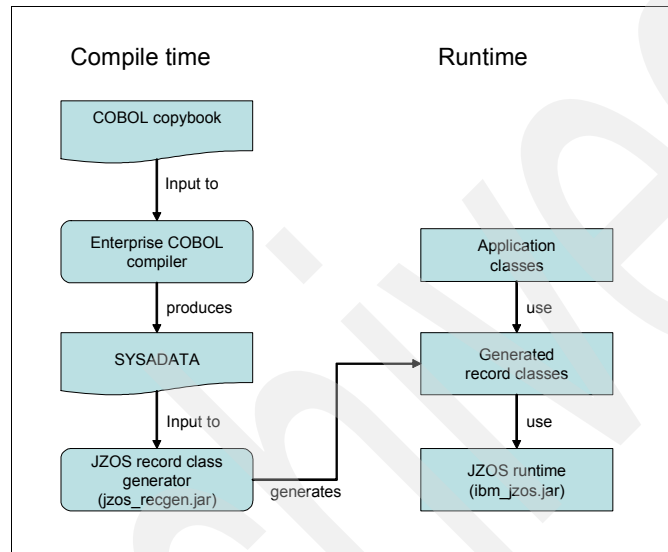 Compile time
Runtime
COBOL copybook
Input to
Enterprise COBOL
compiler
produces
SYSADATA
Input to
JZOS record class
generator
(jzos_recgen.jar)
generates
Application
classes
use
Generated
record classes
use
JZOS runtime
(ibm_jzos.jar)